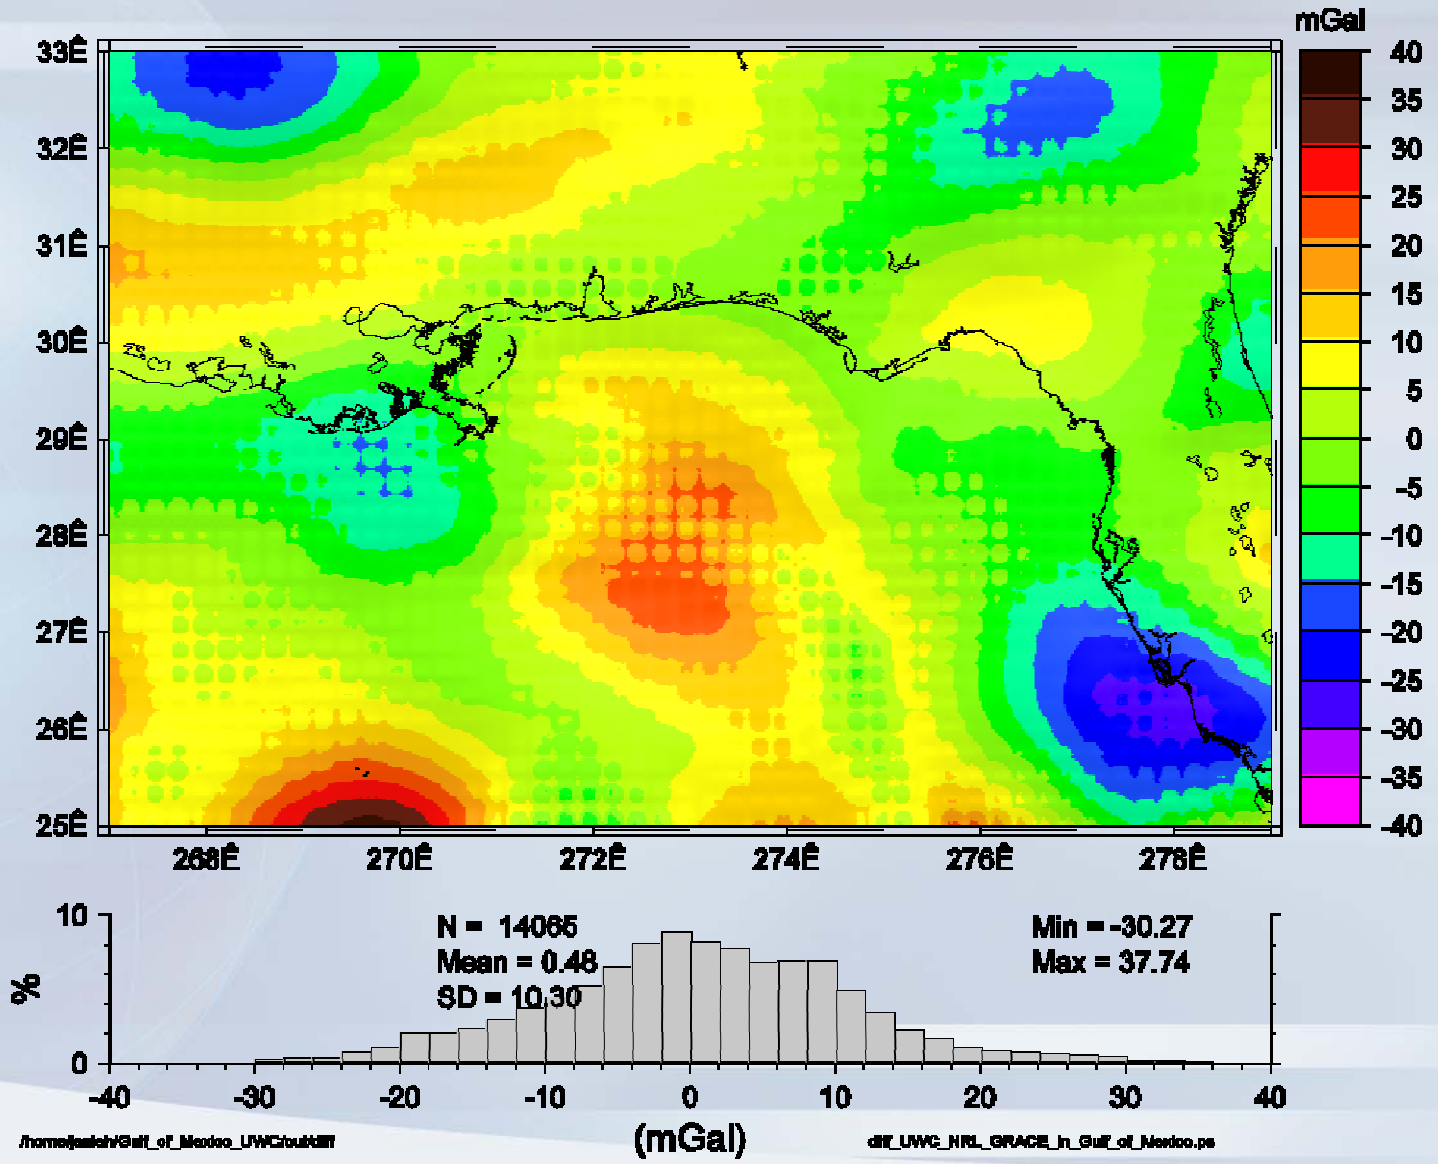 mGal
33Ê
32Ê
31Ê
30Ê
29Ê
28Ê
27Ê
26Ê
25Ê
268Ê 270Ê 272Ê 274Ê 276Ê 278Ê
40
35
30
25
20
15
10
5
0
-5
-10
-15
-20
-25
-30
-35
-40
10
%
0
N = 14065
Mean = 0.48
SD = 10.30
Min = -30.27
Max = 37.74
-40 -30 -20 -10 0 10 20 30 40
(mGal)
diff_UWC_NRL_GRACE_in_Gulf_of_Mexico.ps